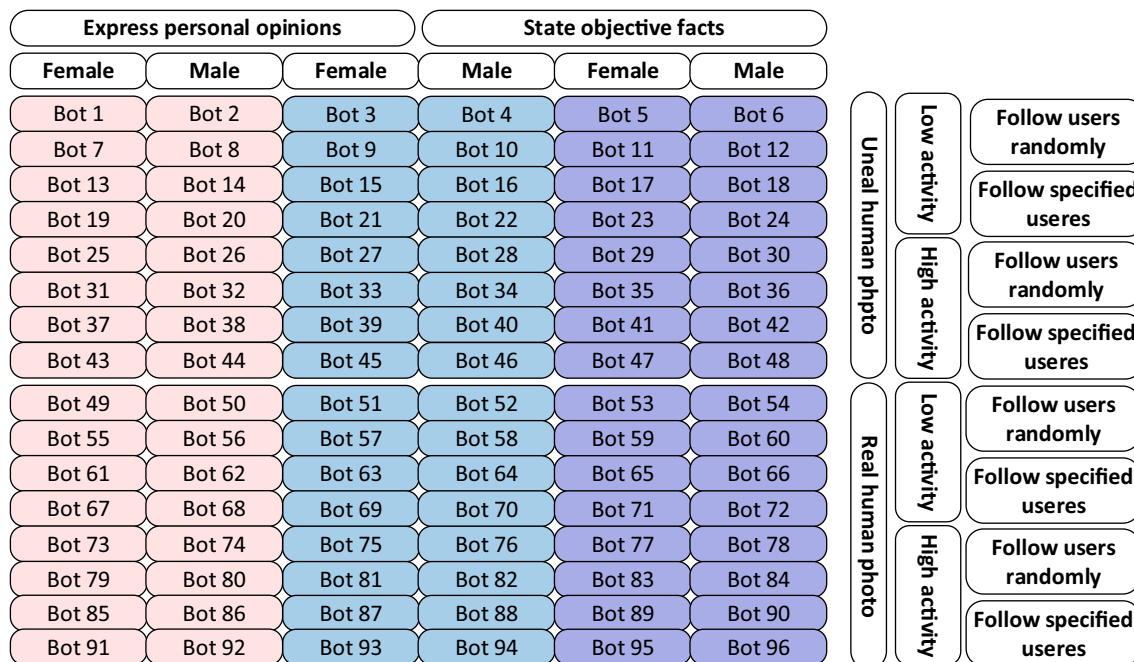 Express personal opinions State objective facts
Female Male Female Male Female Male
Bot 1 Bot 2 Bot 3 Bot 4 Bot 5 Bot 6
Bot 7 Bot 8 Bot 9 Bot 10 Bot 11 Bot 12
Bot 13 Bot 14 Bot 15 Bot 16 Bot 17 Bot 18
Bot 19 Bot 20 Bot 21 Bot 22 Bot 23 Bot 24
Bot 25 Bot 26 Bot 27 Bot 28 Bot 29 Bot 30
Bot 31 Bot 32 Bot 33 Bot 34 Bot 35 Bot 36
Bot 37 Bot 38 Bot 39 Bot 40 Bot 41 Bot 42
Bot 43 Bot 44 Bot 45 Bot 46 Bot 47 Bot 48
Bot 49 Bot 50 Bot 51 Bot 52 Bot 53 Bot 54
Bot 55 Bot 56 Bot 57 Bot 58 Bot 59 Bot 60
Bot 61 Bot 62 Bot 63 Bot 64 Bot 65 Bot 66
Bot 67 Bot 68 Bot 69 Bot 70 Bot 71 Bot 72
Bot 73 Bot 74 Bot 75 Bot 76 Bot 77 Bot 78
Bot 79 Bot 80 Bot 81 Bot 82 Bot 83 Bot 84
Bot 85 Bot 86 Bot 87 Bot 88 Bot 89 Bot 90
Bot 91 Bot 92 Bot 93 Bot 94 Bot 95 Bot 96
Uneal human phpto
Low activity
Follow users
randomly
Follow specified
useres
High activity
Follow users
randomly
Follow specified
useres
Real human photo
Low activity
Follow users
randomly
Follow specified
useres
High activity
Follow users
randomly
Follow specified
useres